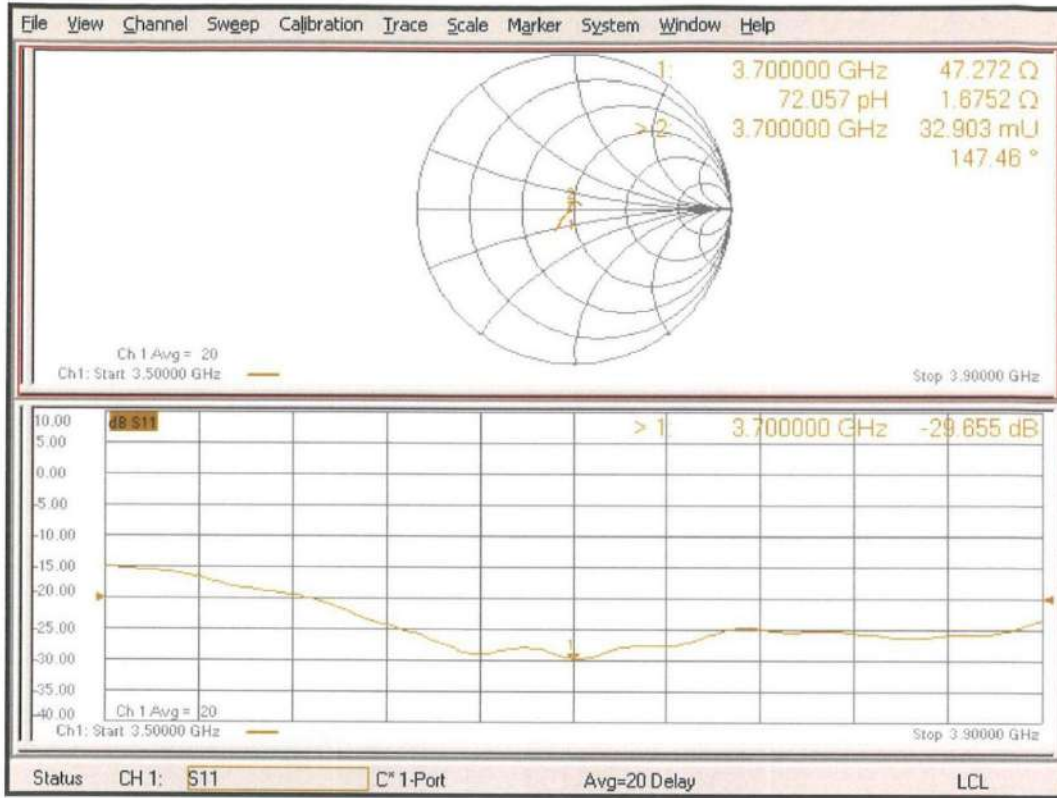 File View Channel Sweep Calibration Trace Scale Marker System Window Help
1: 3.700000 GHz 47.272 Ω
72.057 pH 1.6752 Ω
> 2: 3.700000 GHz 32.903 mU
147.46 °
Ch 1 Avg = 20
Ch1: Start 3.50000 GHz
Stop 3.90000 GHz
10.00
dB S11
> 1: 3.700000 GHz -29.655 dB
5.00
0.00
-5.00
-10.00
-15.00
-20.00
-25.00
1
-30.00
-35.00
-40.00
Ch 1 Avg = 20
Ch1: Start 3.50000 GHz
Stop 3.90000 GHz
Status CH 1: S11 C* 1-Port Avg=20 Delay LCL